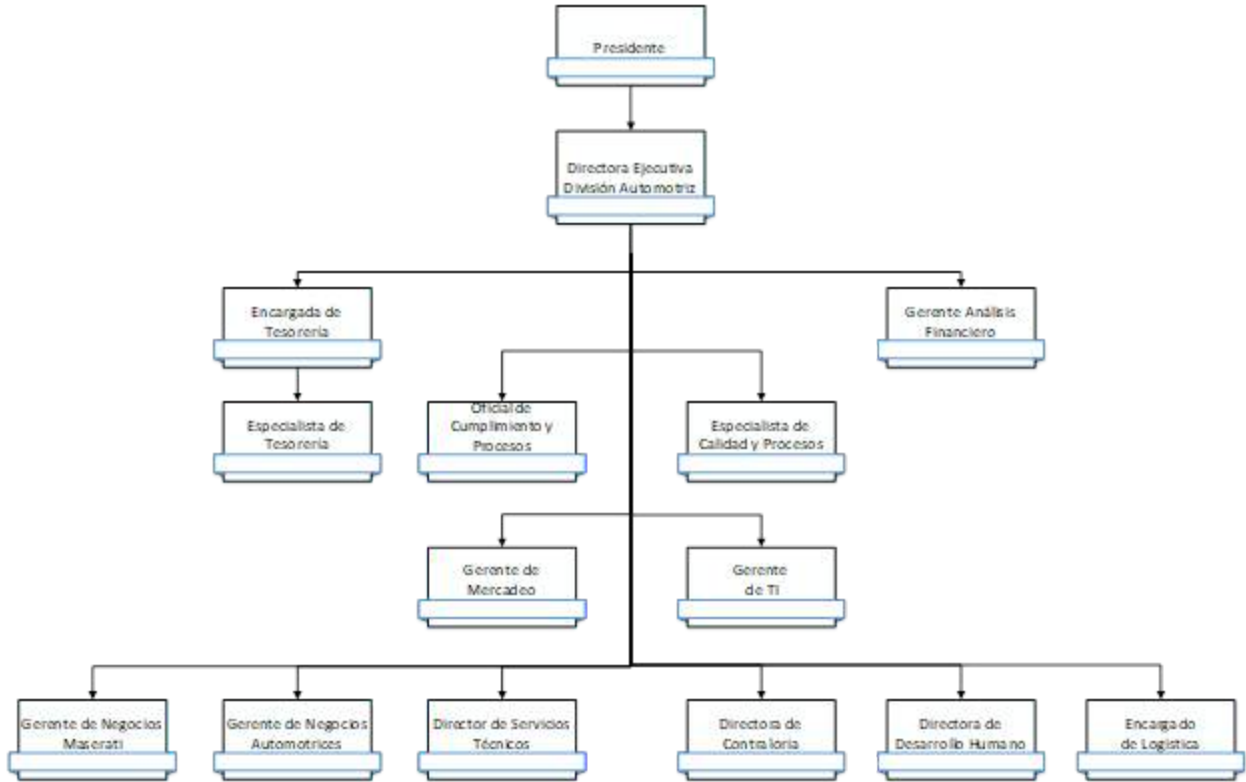 Presidente
Directora Ejecutiva
División Automotriz
Encargada de
Tesorería
Gerente Análisis
Financiero
Especialista de
Tesorería
Oficial de
Cumplimiento y
Procesos
Especialista de
Calidad y Procesos
Gerente de
Mercadeo
Gerente
de TI
Gerente de Negocios
Maserati
Gerente de Negocios
Automotrices
Director de Servicios
Técnicos
Directora de
Contraloría
Directora de
Desarrollo Humano
Encargado
de Logística